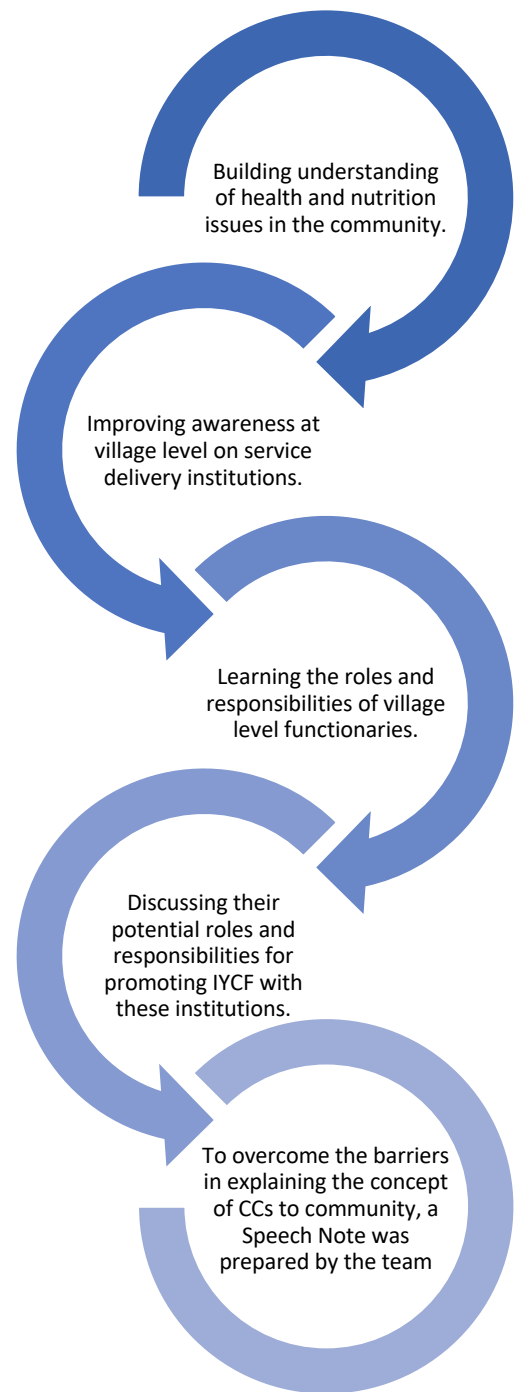 Building understanding
of health and nutrition
issues in the community.
Improving awareness at
village level on service
delivery institutions.
Learning the roles and
responsibilities of village
level functionaries.
Discussing their
potential roles and
responsibilities for
promoting IYCF with
these institutions.
To overcome the barriers
in explaining the concept
of CCs to community, a
Speech Note was
prepared by the team